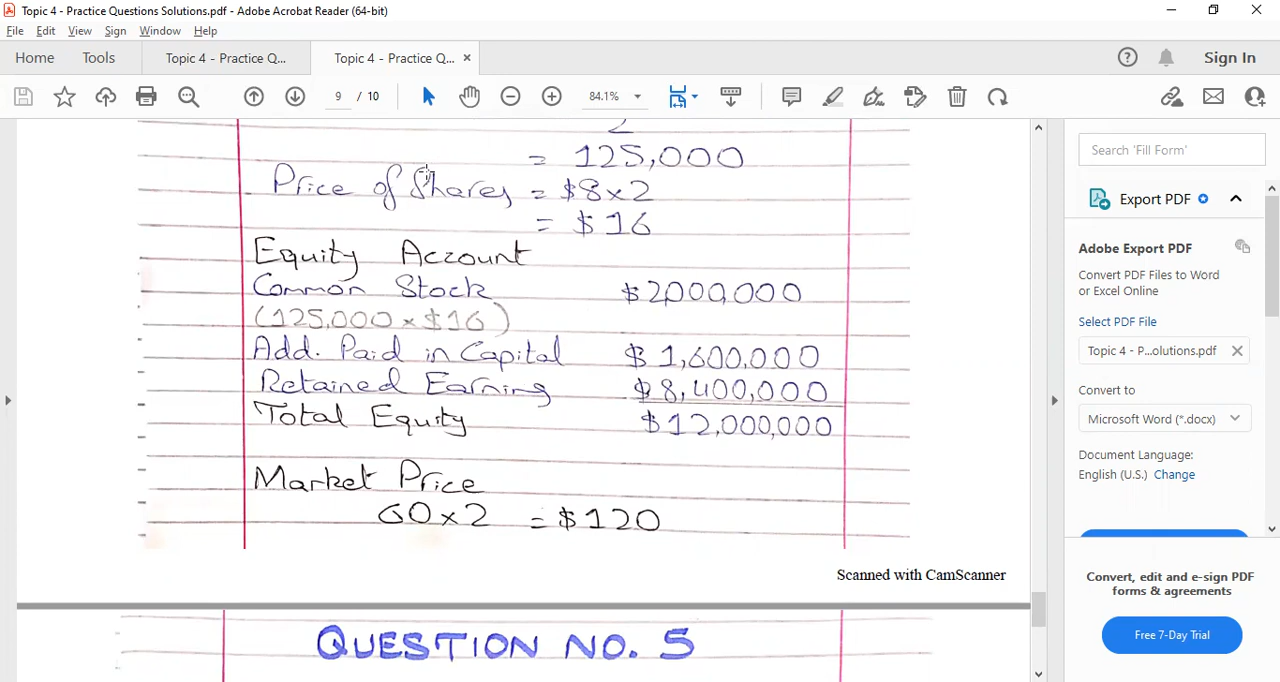 Topic 4 - Practice Questions Solutions.pdf - Adobe Acrobat Reader (64-bit)
File Edit View Sign Window Help
Home Tools Topic 4 - Practice Q... Topic 4 - Practice Q... ×
9 / 10 84.1%
2
= 125,000
Price of Shares = $8×2
= $16
Equity Account
Common Stock $2,000,000
(125,000 × $16)
Add. Paid in Capital $1,600,000
Retained Earning $8,400,000
Total Equity $12,000,000
Market Price
60×2 = $120
Scanned with CamScanner
QUESTION NO. 5
Sign In
Search 'Fill Form'
Export PDF
Adobe Export PDF
Convert PDF Files to Word
or Excel Online
Select PDF File
Topic 4 - P...olutions.pdf ×
Convert to
Microsoft Word (*.docx)
Document Language:
English (U.S.) Change
Convert, edit and e-sign PDF
forms & agreements
Free 7-Day Trial